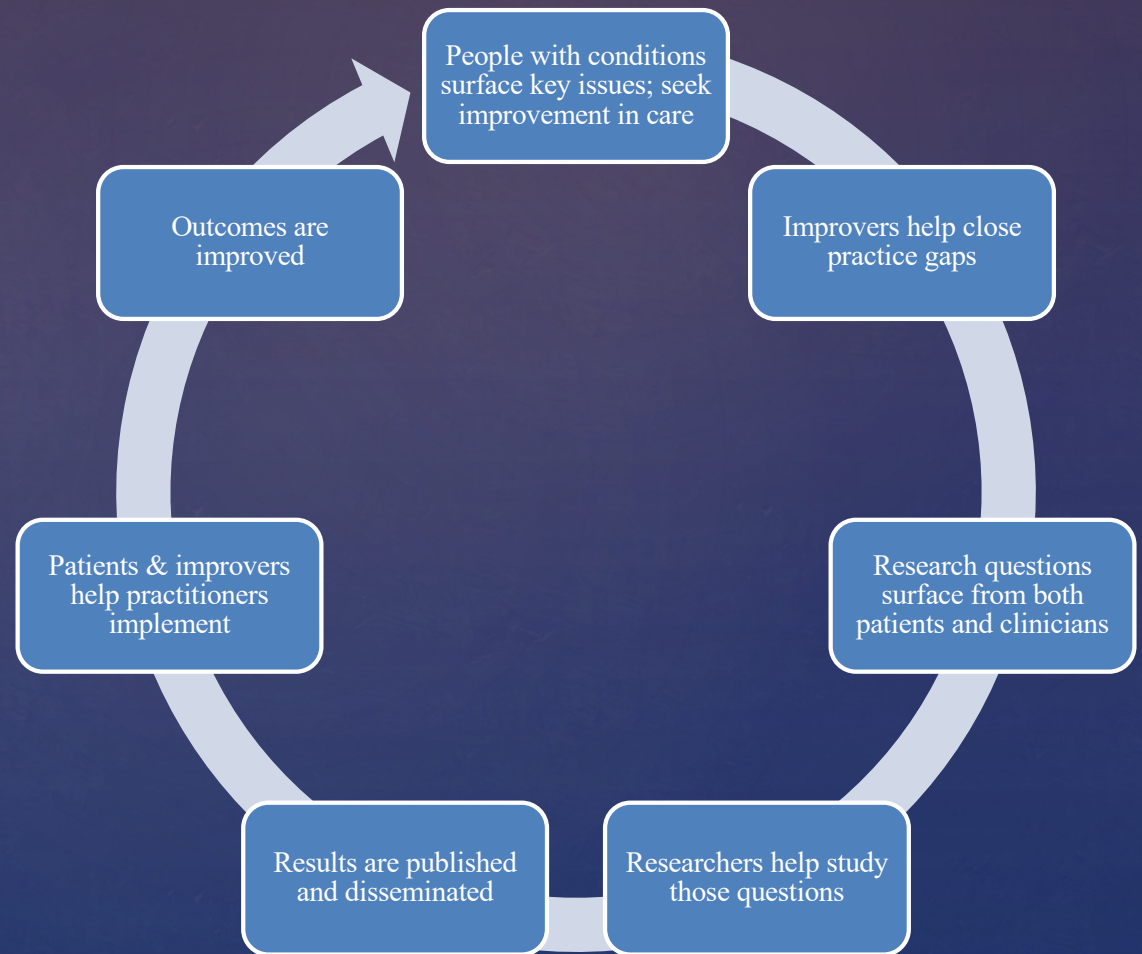 People with conditions
surface key issues; seek
improvement in care
Improvers help close
practice gaps
Research questions
surface from both
patients and clinicians
Researchers help study
those questions
Results are published
and disseminated
Patients & improvers
help practitioners
implement
Outcomes are
improved